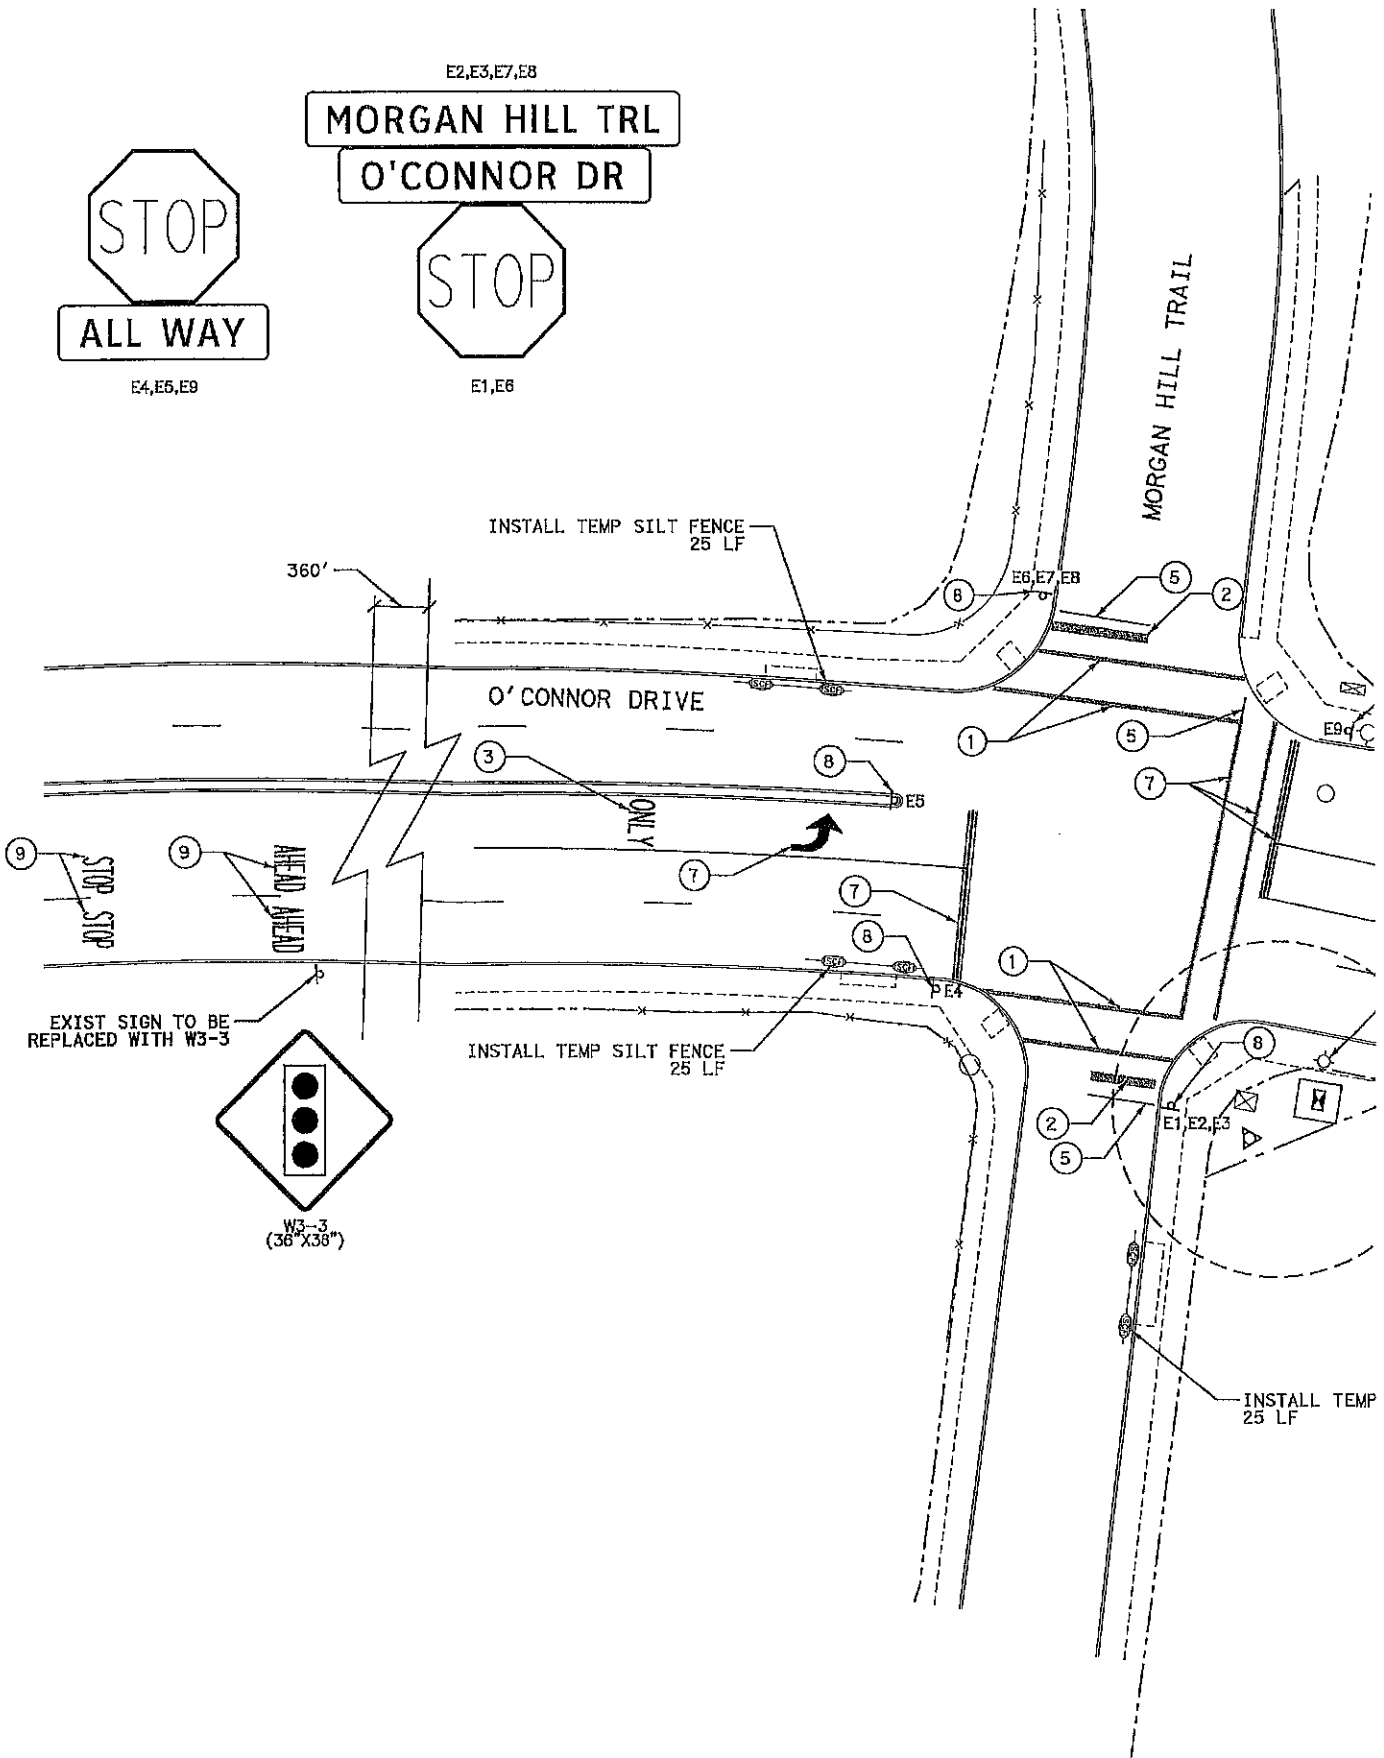 E2,E3,E7,E8
MORGAN HILL TRL
O'CONNOR DR
STOP
STOP
ALL WAY
E4,E5,E9
E1,E6
MORGAN HILL TRAIL
INSTALL TEMP SILT FENCE
25 LF
360'
E6,E7,E8
8
5
2
O'CONNOR DRIVE
E9
1
5
3
8
7
E5
ONLY
9
9
STOP STOP
AHEAD AHEAD
7
7
8
1
E4
EXIST SIGN TO BE
REPLACED WITH W3-3
INSTALL TEMP SILT FENCE
25 LF
8
2
E1,E2,E3
5
W3-3
(36"X36")
INSTALL TEMP
25 LF